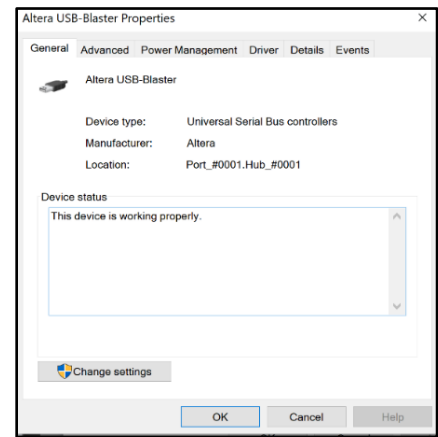 Altera USB-Blaster Properties
General Advanced Power Management Driver Details Events
Altera USB-Blaster
Device type: Universal Serial Bus controllers
Manufacturer: Altera
Location: Port_#0001.Hub_#0001
Device status
This device is working properly.
Change settings
OK Cancel Help